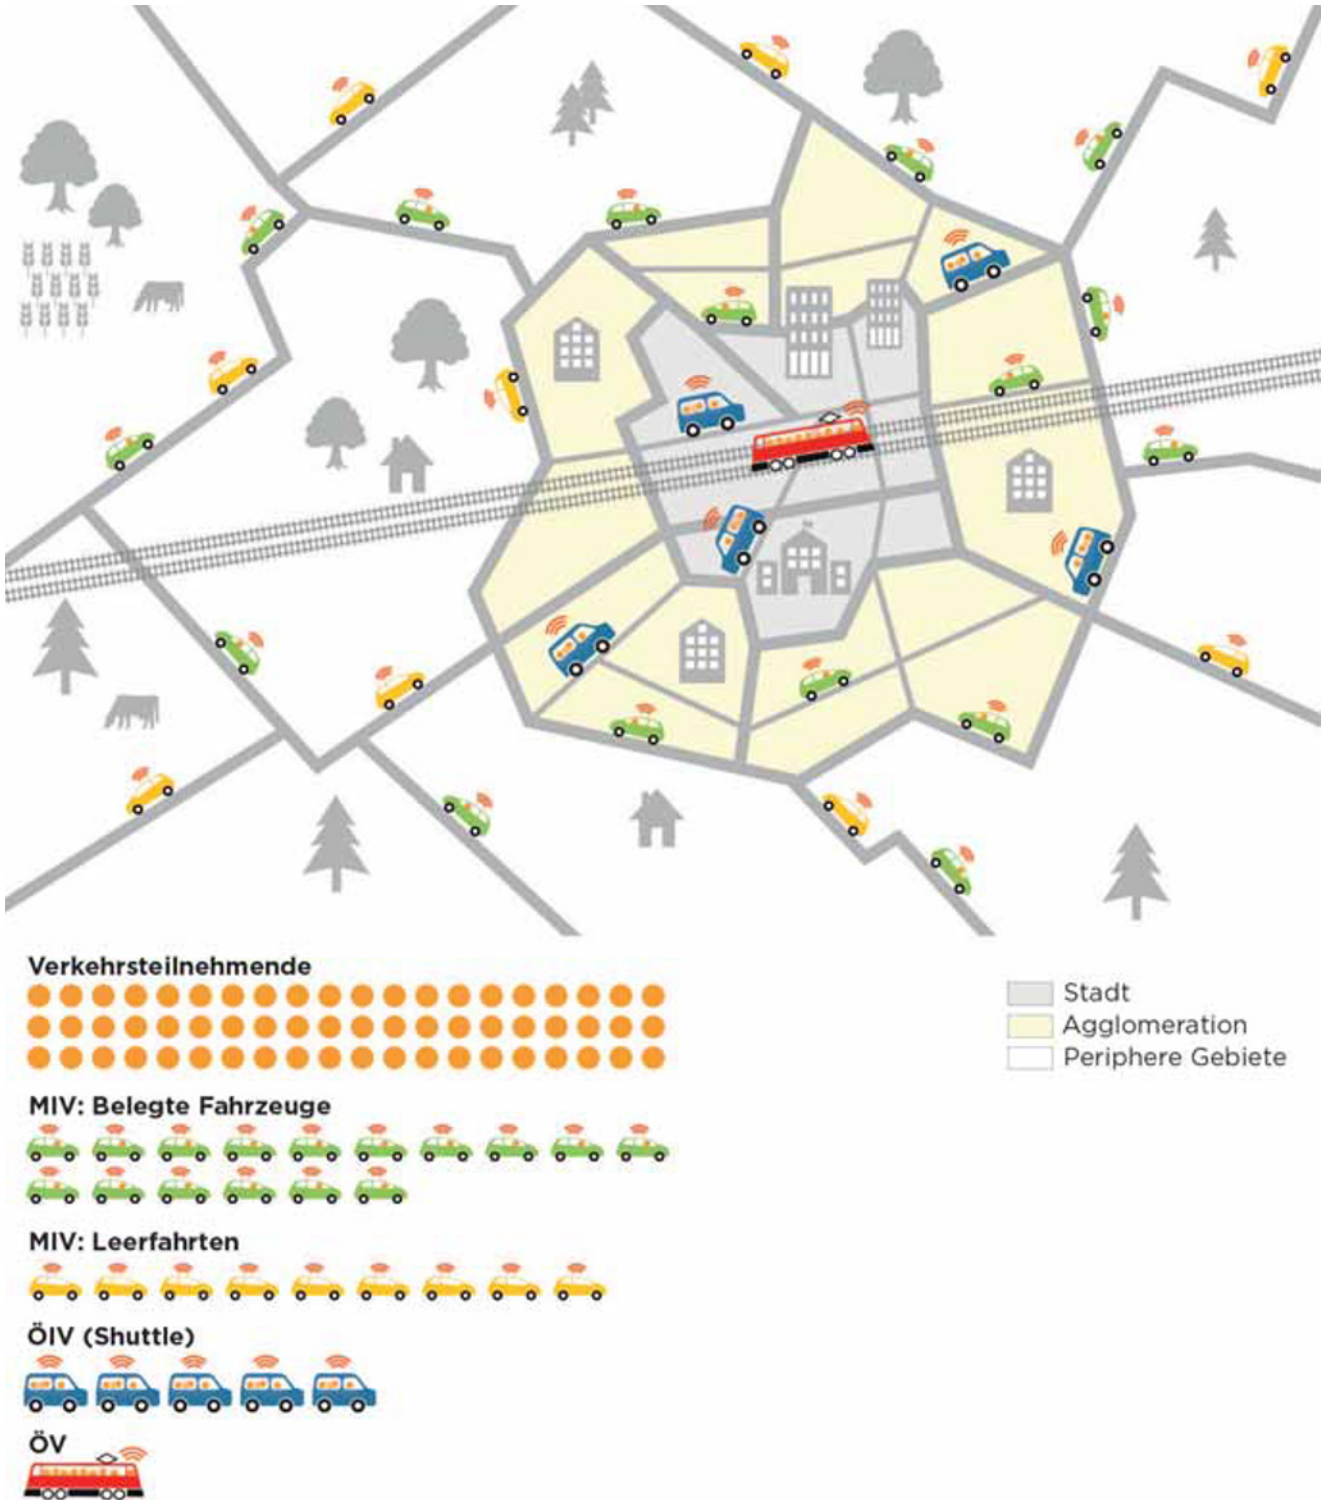 Verkehrsteilnehmende
Stadt
Agglomeration
Periphere Gebiete
MIV: Belegte Fahrzeuge
MIV: Leerfahrten
ÖIV (Shuttle)
ÖV